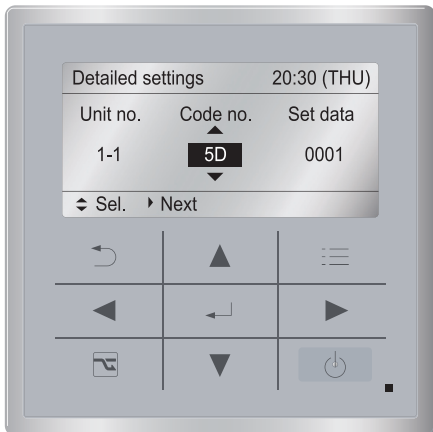 Detailed settings 20:30 (THU)
Unit no. Code no. Set data
1-1 5D 0001
Sel. Next